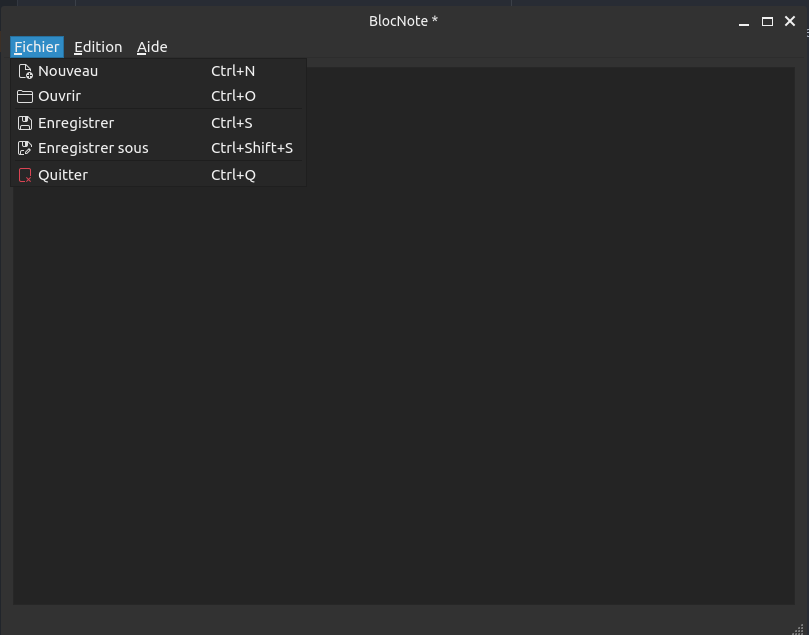 BlocNote *
Fichier Edition Aide
Nouveau Ctrl+N
Ouvrir Ctrl+O
Enregistrer Ctrl+S
Enregistrer sous Ctrl+Shift+S
Quitter Ctrl+Q